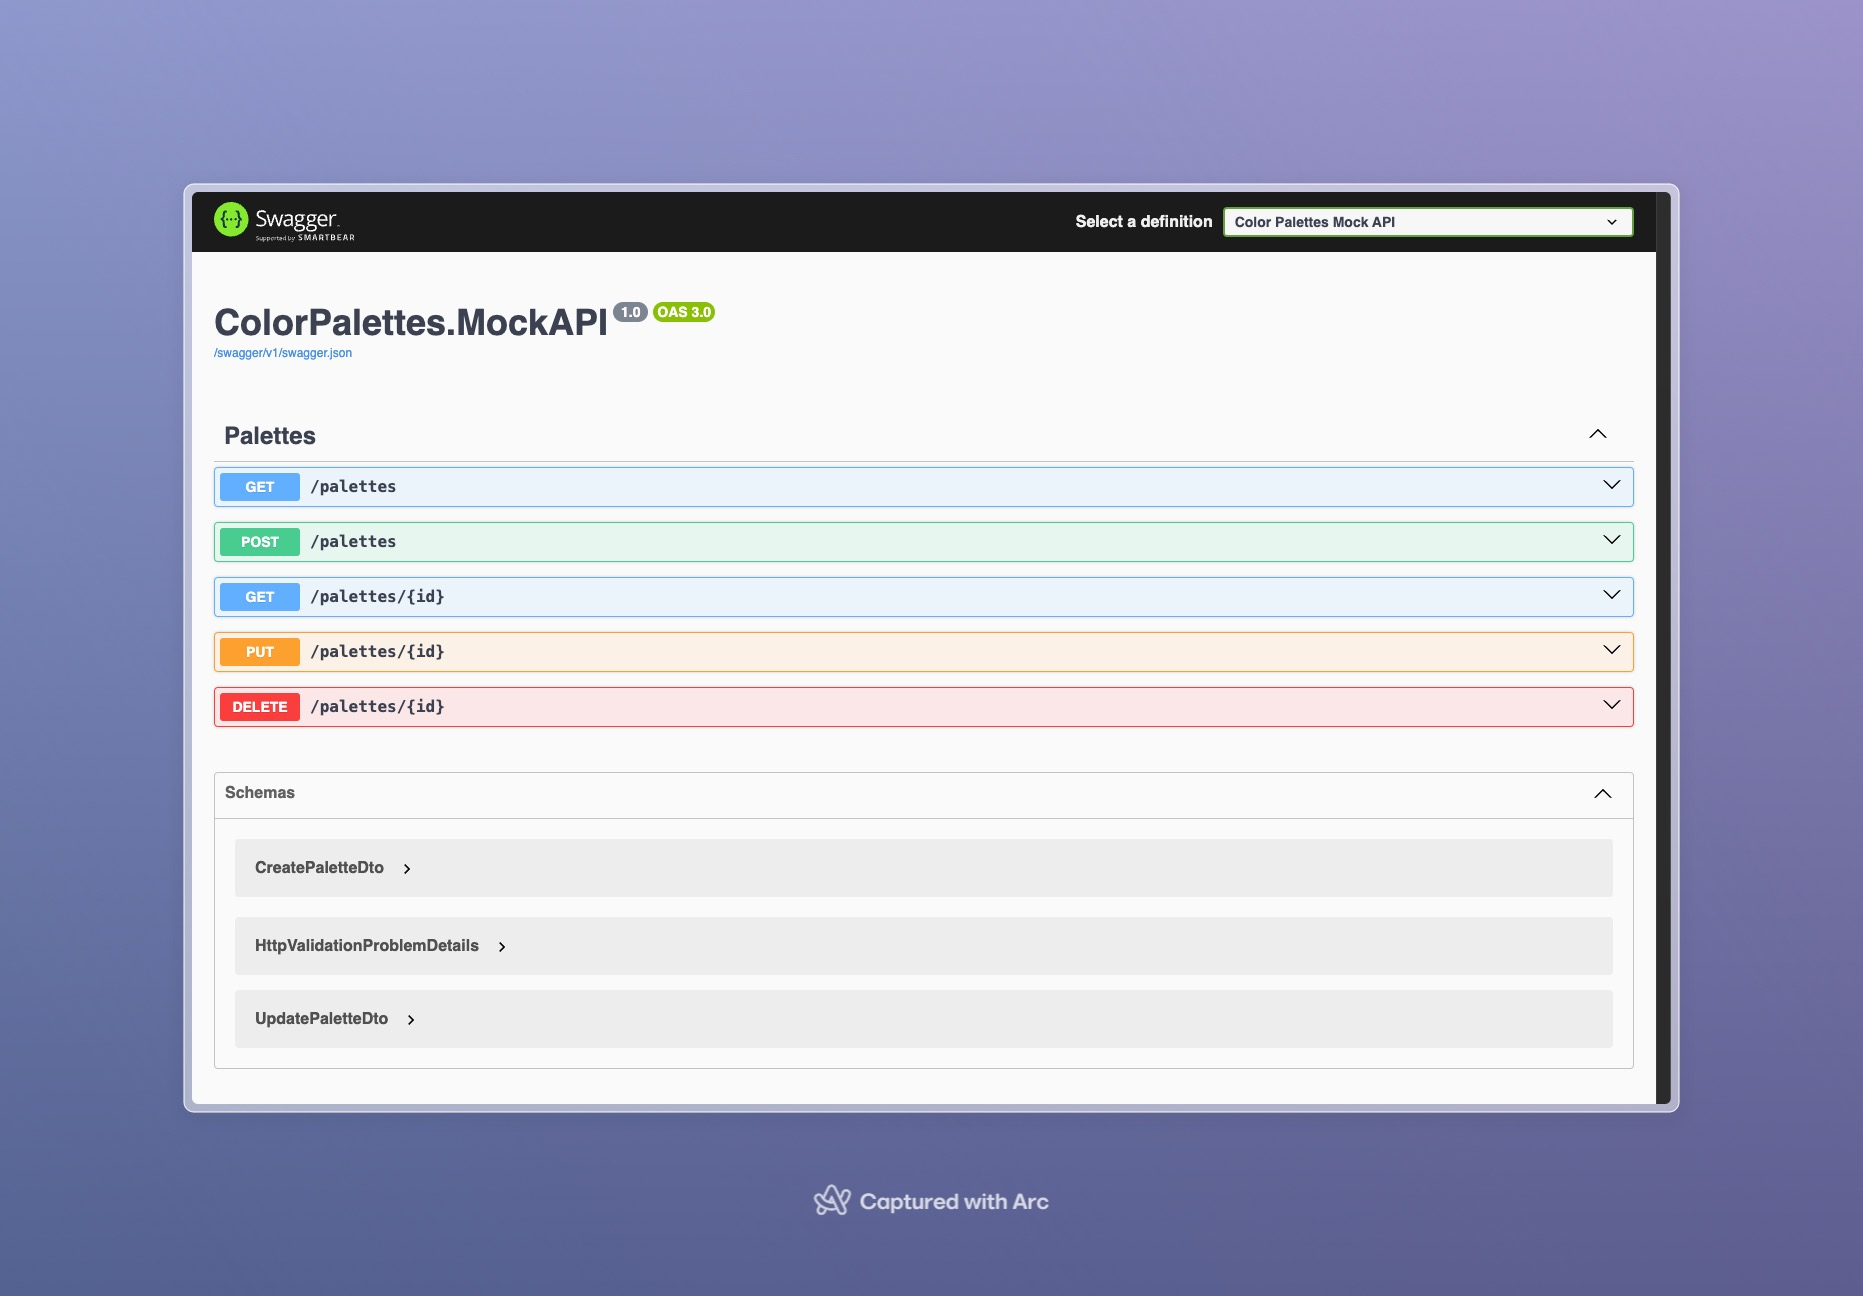 Swagger
Supported by SMARTBEAR
Select a definition
Color Palettes Mock API
ColorPalettes.MockAPI 1.0 OAS 3.0
/swagger/v1/swagger.json
Palettes
GET /palettes
POST /palettes
GET /palettes/{id}
PUT /palettes/{id}
DELETE /palettes/{id}
Schemas
CreatePaletteDto
HttpValidationProblemDetails
UpdatePaletteDto
Captured with Arc